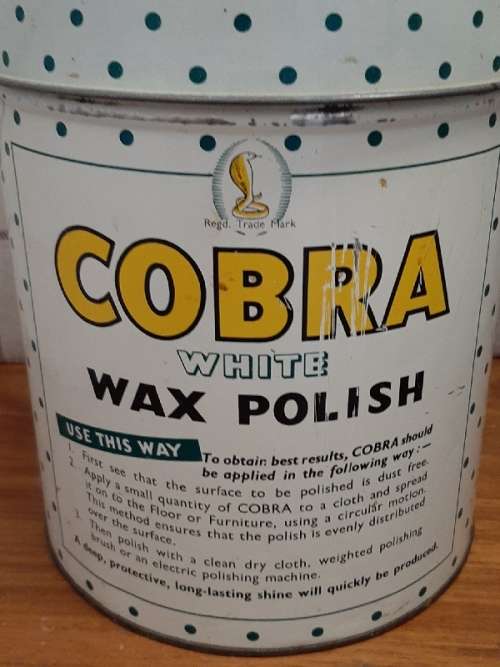 Regd. Trade Mark
COBRA
WHITE
WAX POLISH
USE THIS WAY
To obtain best results, COBRA should
be applied in the following way:—
1. First see that the surface to be polished is dust free.
2. Apply a small quantity of COBRA to a cloth and spread
it on to the Floor or Furniture, using a circular motion.
This method ensures that the polish is evenly distributed
over the surface.
3. Then polish with a clean dry cloth, weighted polishing
brush or an electric polishing machine.
A deep, protective, long-lasting shine will quickly be produced.